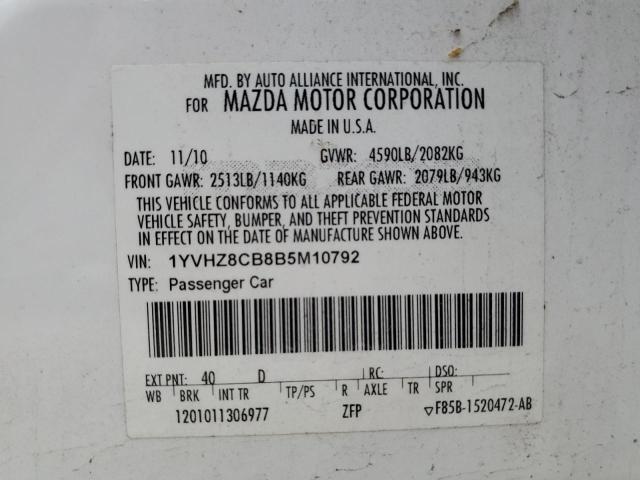 MFD. BY AUTO ALLIANCE INTERNATIONAL, INC.
FOR MAZDA MOTOR CORPORATION
MADE IN U.S.A.
DATE: 11/10 GVWR: 4590LB/2082KG
FRONT GAWR: 2513LB/1140KG REAR GAWR: 2079LB/943KG
THIS VEHICLE CONFORMS TO ALL APPLICABLE FEDERAL MOTOR
VEHICLE SAFETY, BUMPER, AND THEFT PREVENTION STANDARDS
IN EFFECT ON THE DATE OF MANUFACTURE SHOWN ABOVE.
VIN: 1YVHZ8CB8B5M10792
TYPE: Passenger Car
EXT PNT: 40 D RC: DSO:
WB BRK INT TR TP/PS R AXLE TR SPR
1201011306977 ZFP ▽F85B-1520472-AB